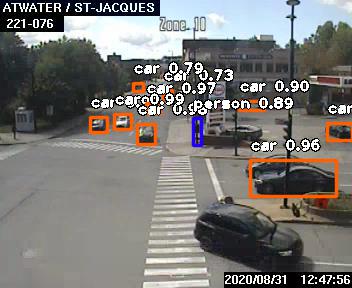 ATWATER / ST-JACQUES
221-076
Zone 10
car 0.79
car 0.73
car 0.97
car 0.90
car
car 0.99
person 0.89
car 0.96
2020/08/31 12:47:56